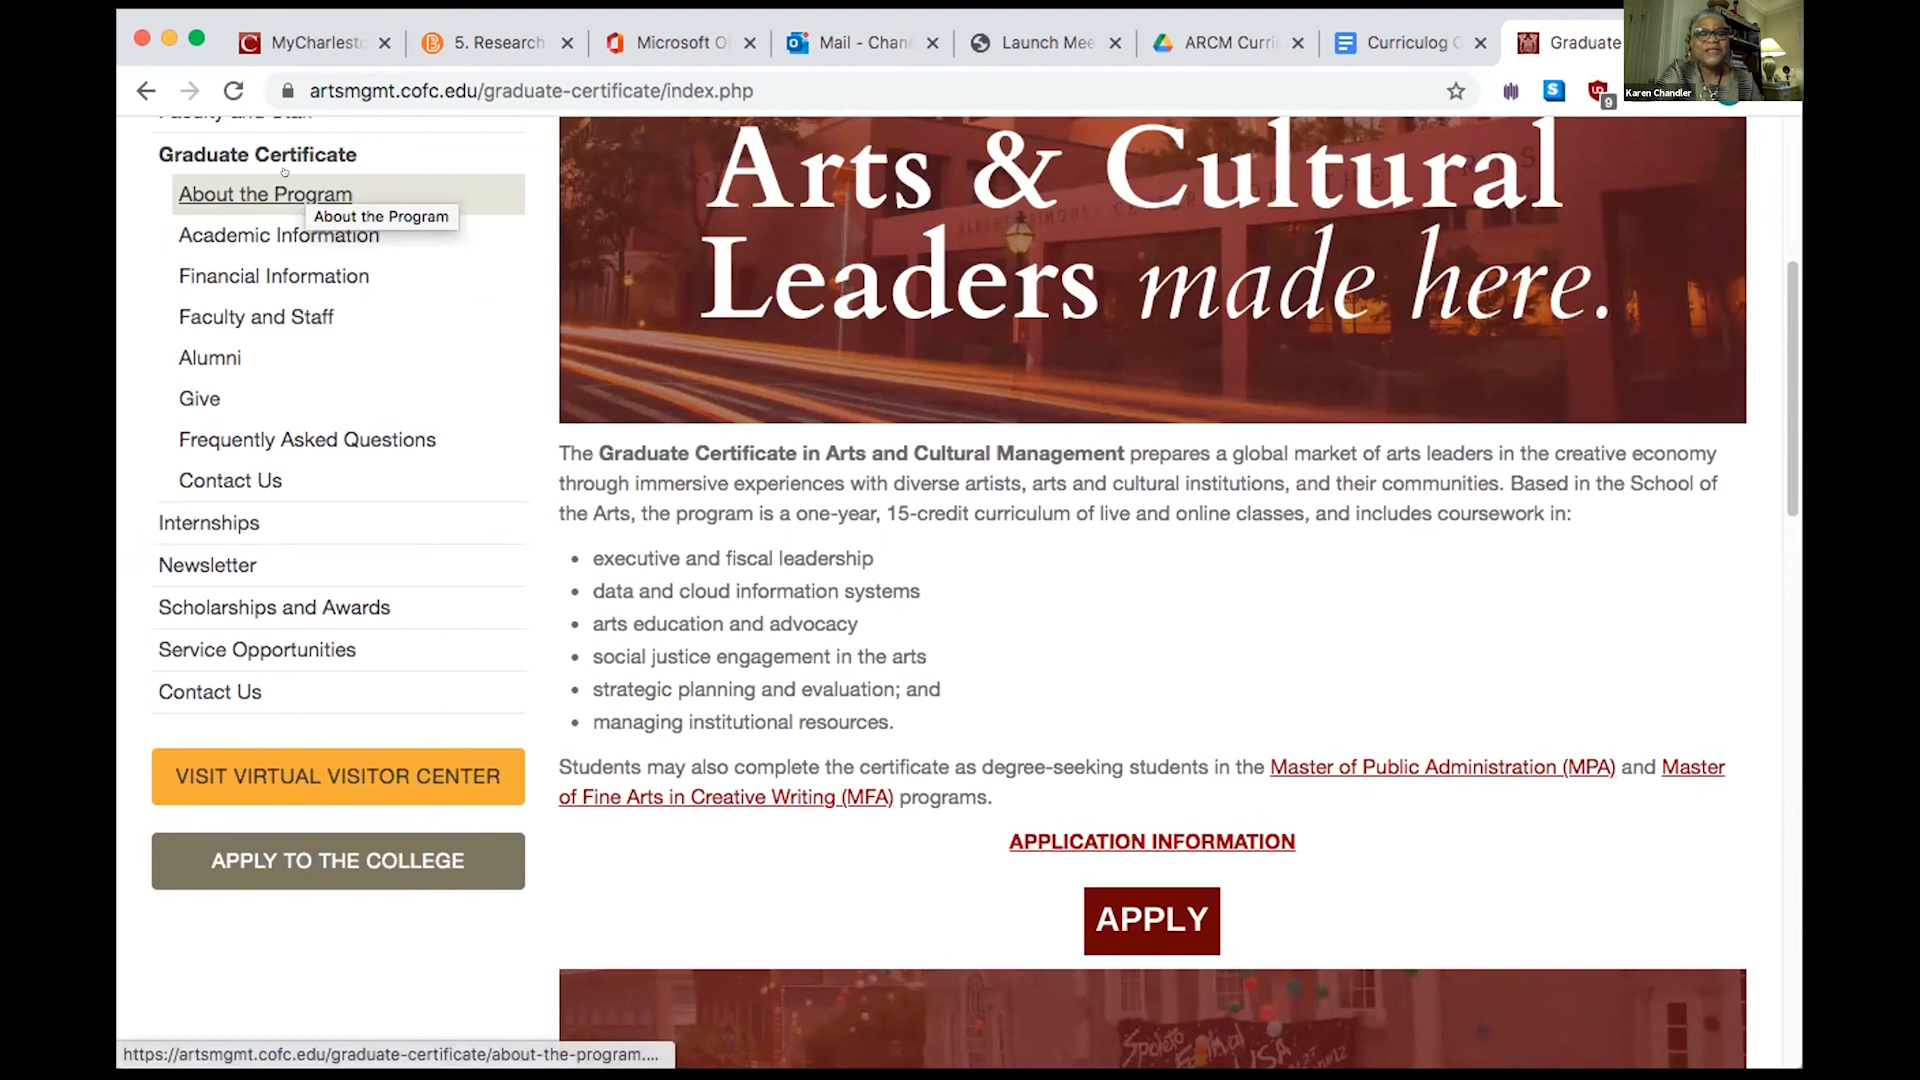 MyCharlest
5. Research
Microsoft O
Mail - Chan
Launch Mee
ARCM Curri
Curriculog C
Graduate
artsmgmt.cofc.edu/graduate-certificate/index.php
9
Karen Chandler
Faculty and Staff
Graduate Certificate
About the Program
About the Program
Academic Information
Financial Information
Faculty and Staff
Alumni
Give
Frequently Asked Questions
Contact Us
Internships
Newsletter
Scholarships and Awards
Service Opportunities
Contact Us
VISIT VIRTUAL VISITOR CENTER
APPLY TO THE COLLEGE
Arts & Cultural
Leaders made here.
The Graduate Certificate in Arts and Cultural Management prepares a global market of arts leaders in the creative economy
through immersive experiences with diverse artists, arts and cultural institutions, and their communities. Based in the School of
the Arts, the program is a one-year, 15-credit curriculum of live and online classes, and includes coursework in:
• executive and fiscal leadership
• data and cloud information systems
• arts education and advocacy
• social justice engagement in the arts
• strategic planning and evaluation; and
• managing institutional resources.
Students may also complete the certificate as degree-seeking students in the Master of Public Administration (MPA) and Master
of Fine Arts in Creative Writing (MFA) programs.
APPLICATION INFORMATION
APPLY
Spoleto
Festival
USA
https://artsmgmt.cofc.edu/graduate-certificate/about-the-program....